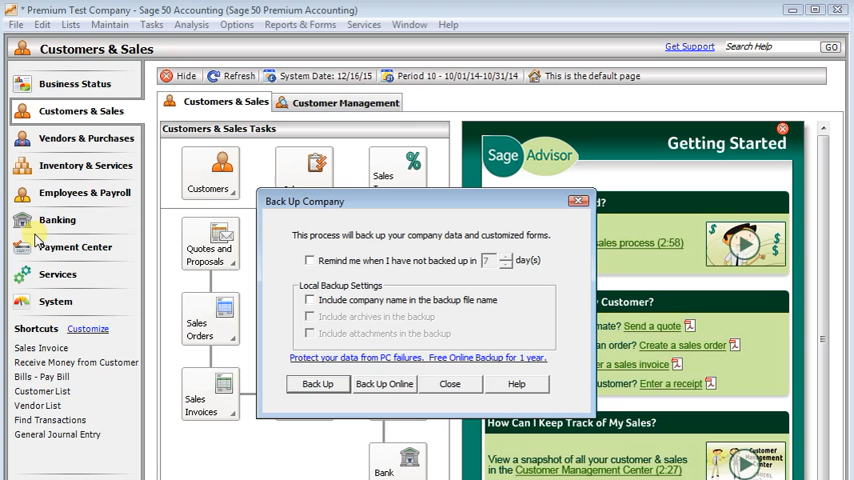 * Premium Test Company - Sage 50 Accounting (Sage 50 Premium Accounting)
File Edit Lists Maintain Tasks Analysis Options Reports & Forms Services Window Help
Customers & Sales
Get Support
Search Help
GO
Business Status
Customers & Sales
Vendors & Purchases
Inventory & Services
Employees & Payroll
Banking
Payment Center
Services
System
Shortcuts Customize
Sales Invoice
Receive Money from Customer
Bills - Pay Bill
Customer List
Vendor List
Find Transactions
General Journal Entry
Hide
Refresh
System Date: 12/16/15
Period 10 - 10/01/14-10/31/14
This is the default page
Customers & Sales
Customer Management
Customers & Sales Tasks
Customers
Sales
Quotes and
Proposals
Sales
Orders
Sales
Invoices
Bank
Back Up Company
This process will back up your company data and customized forms.
Remind me when I have not backed up in 7 day(s)
Local Backup Settings
Include company name in the backup file name
Include archives in the backup
Include attachments in the backup
Protect your data from PC failures. Free Online Backup for 1 year.
Back Up
Back Up Online
Close
Help
Sage Advisor
Getting Started
sales process (2:58)
Customer?
mate? Send a quote
an order? Create a sales order
r a sales invoice
Enter a receipt
How Can I Keep Track of My Sales?
View a snapshot of all your customer & sales
in the Customer Management Center (2:27)